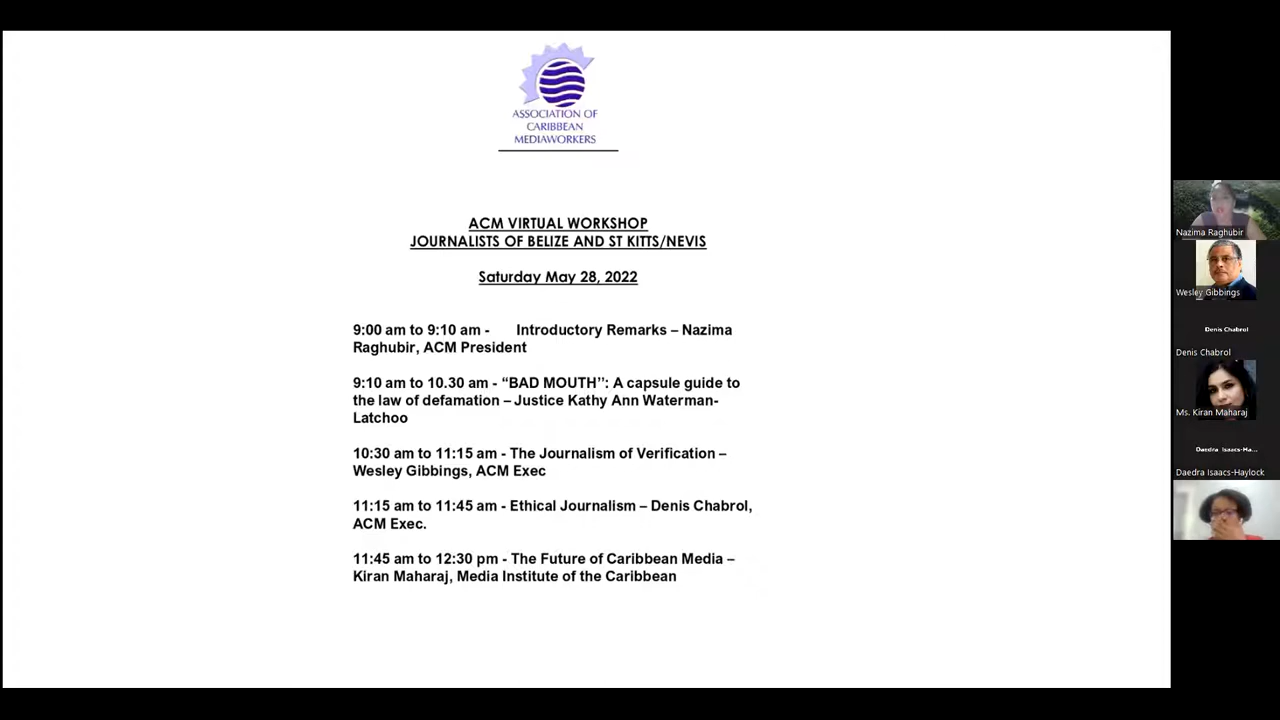 ASSOCIATION OF
CARIBBEAN
MEDIAWORKERS
ACM VIRTUAL WORKSHOP
JOURNALISTS OF BELIZE AND ST KITTS/NEVIS
Saturday May 28, 2022
9:00 am to 9:10 am - Introductory Remarks – Nazima
Raghubir, ACM President
9:10 am to 10.30 am - “BAD MOUTH’’: A capsule guide to
the law of defamation – Justice Kathy Ann Waterman-
Latchoo
10:30 am to 11:15 am - The Journalism of Verification –
Wesley Gibbings, ACM Exec
11:15 am to 11:45 am - Ethical Journalism – Denis Chabrol,
ACM Exec.
11:45 am to 12:30 pm - The Future of Caribbean Media –
Kiran Maharaj, Media Institute of the Caribbean
Nazima Raghubir
Wesley Gibbings
Denis Chabrol
Denis Chabrol
Ms. Kiran Maharaj
Daedra Isaacs-Ha...
Daedra Isaacs-Haylock